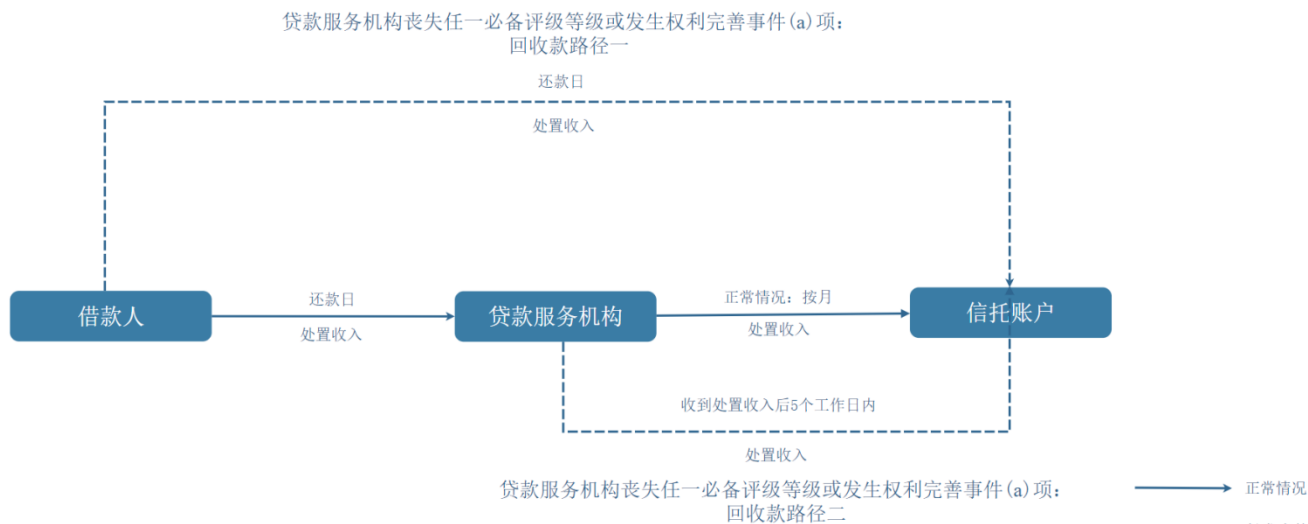 贷款服务机构丧失任一必备评级等级或发生权利完善事件(a)项：
回收款路径一
还款日
处置收入
借款人
还款日
处置收入
贷款服务机构
正常情况：按月
处置收入
信托账户
收到处置收入后5个工作日内
处置收入
贷款服务机构丧失任一必备评级等级或发生权利完善事件(a)项：
回收款路径二
正常情况